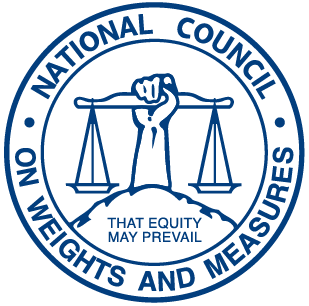 NATIONAL COUNCIL
ON WEIGHTS AND MEASURES
THAT EQUITY
MAY PREVAIL